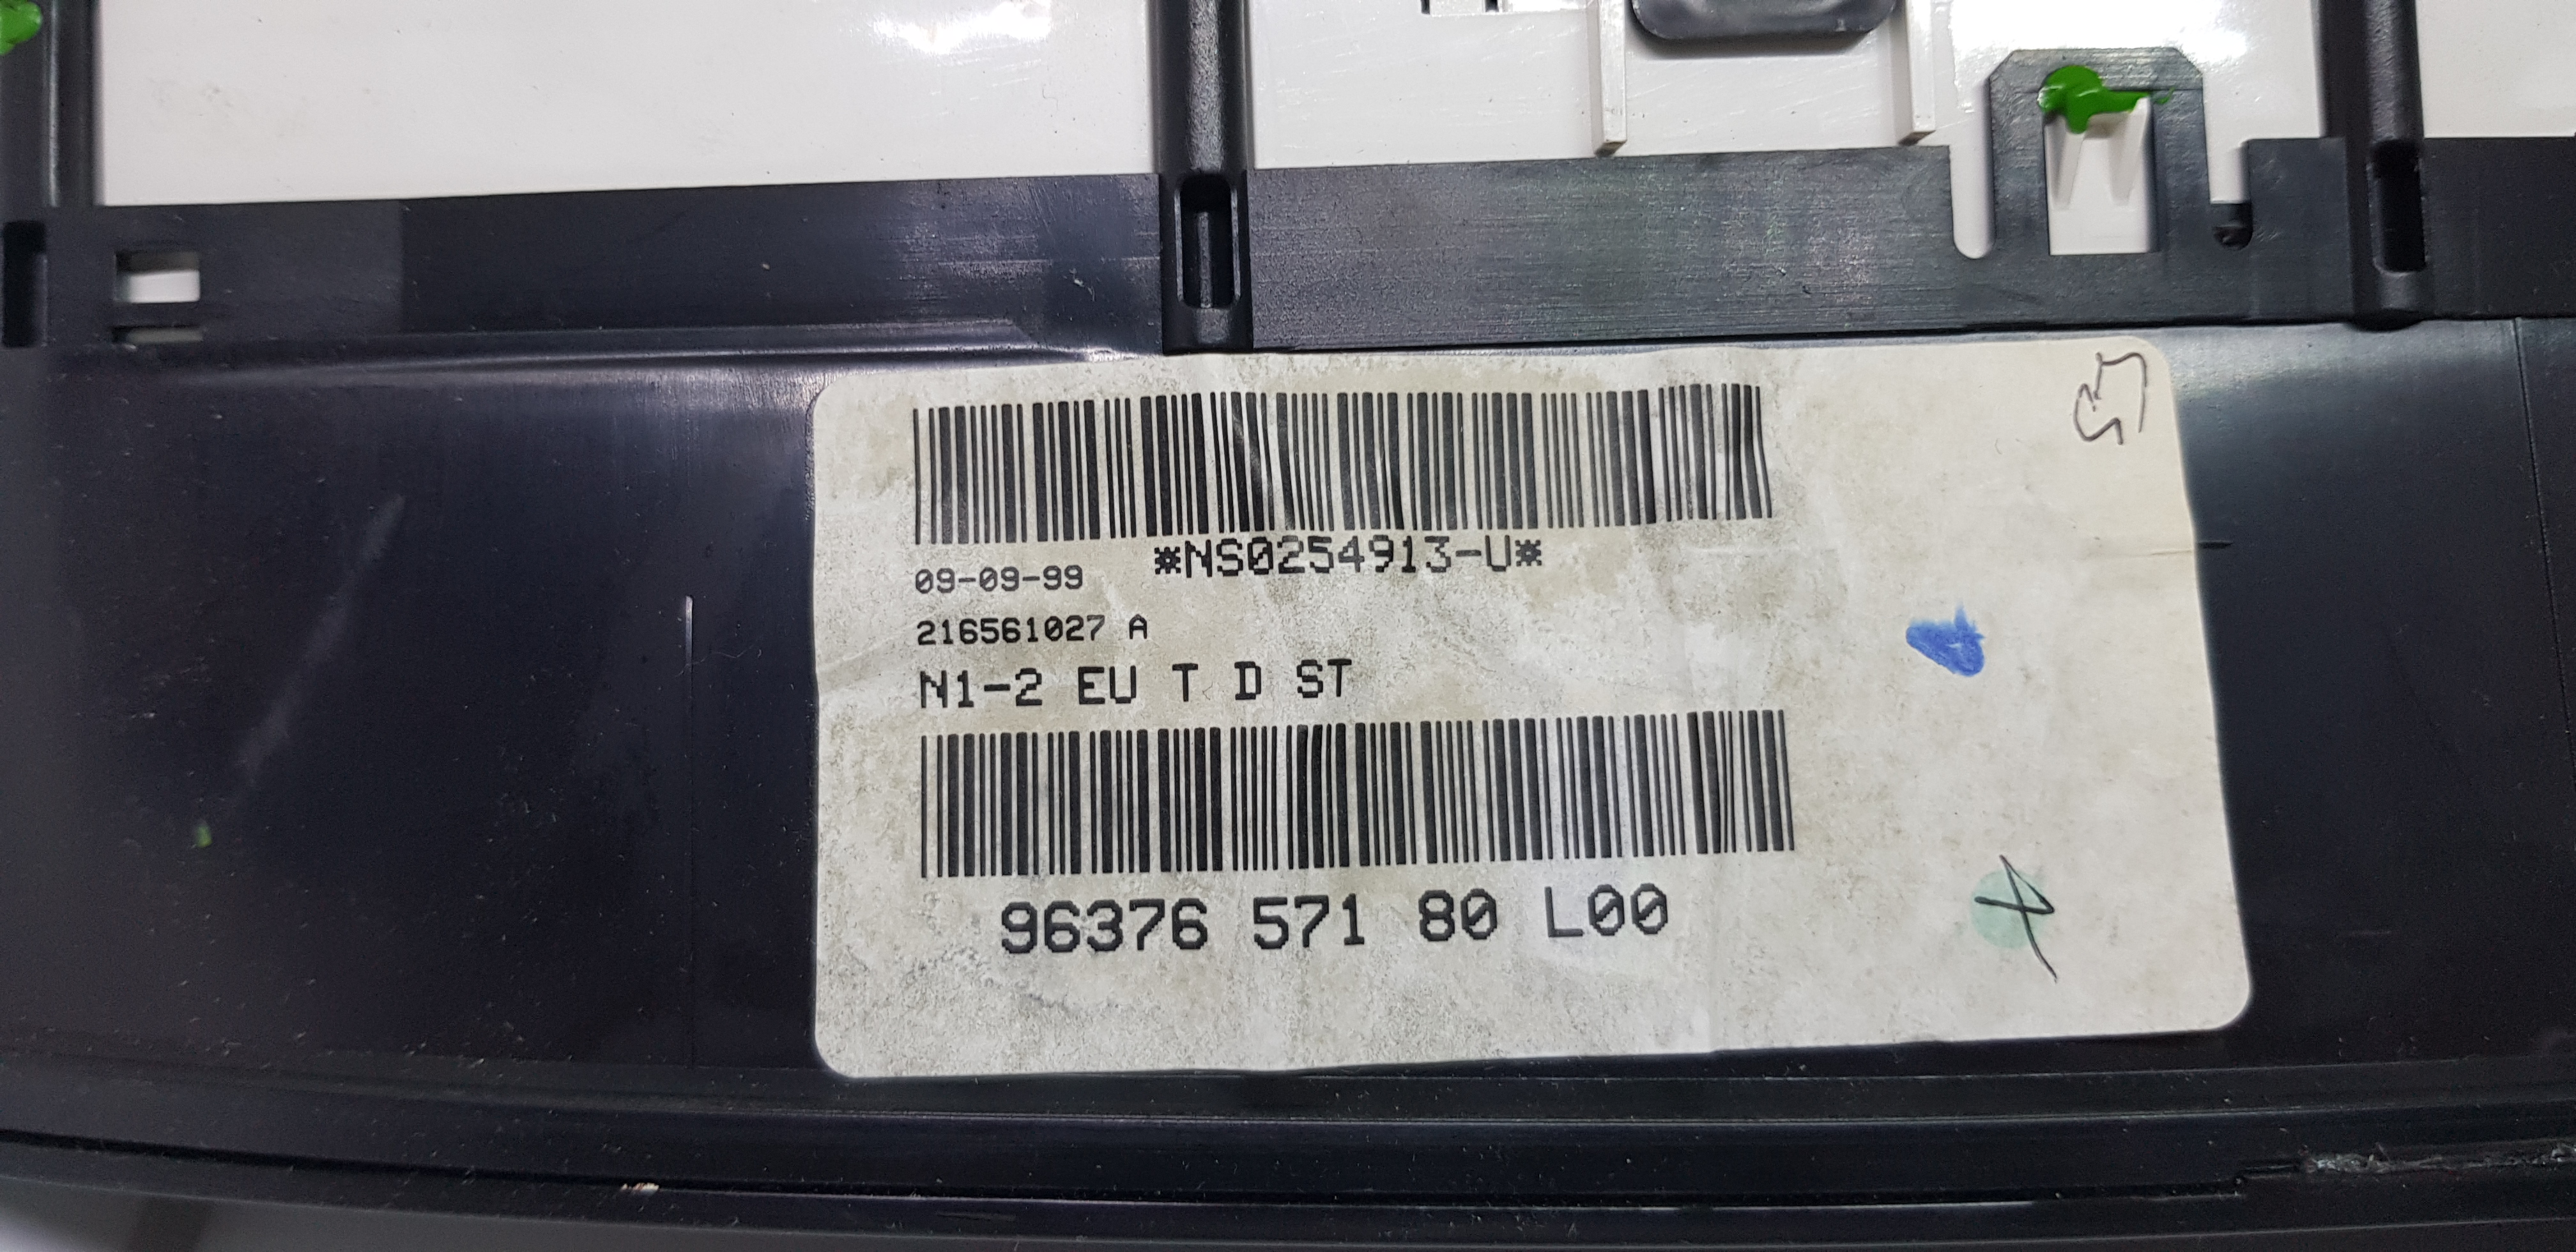 *NS0254913-U*
09-09-99
216561027 A
N1-2 EU T D ST
96376 571 80 L00